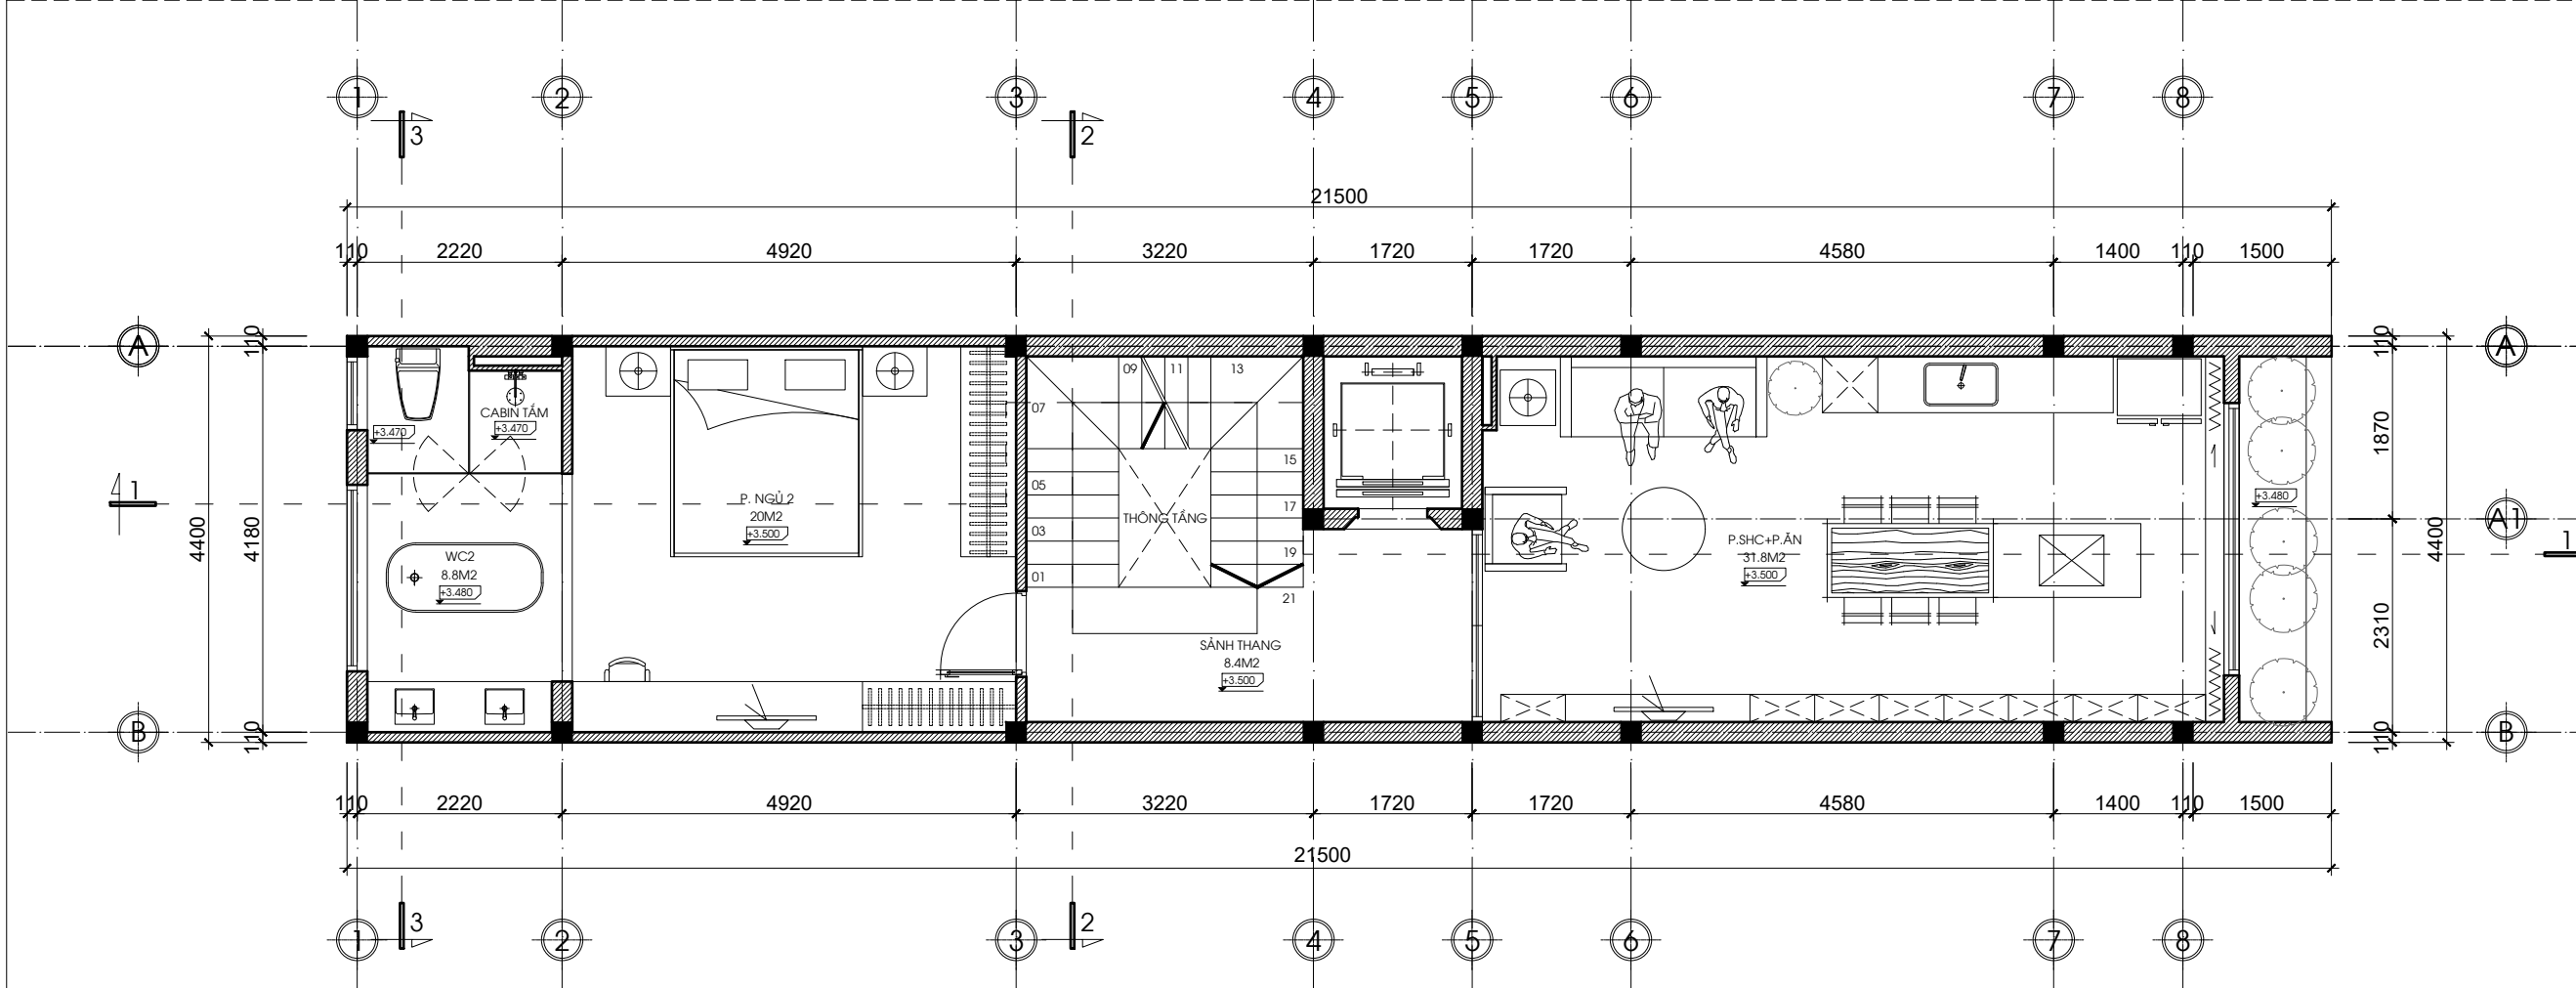 1 2 3 4 5 6 7 8
3 2
21500
110 2220 4920 3220 1720 1720 4580 1400 110 1500
A 110 110 A
09 11 13
07
CABIN TẮM
+3.470 +3.470
1870
15
1 05 P. NGỦ 2 17 +3.480
20M2
4400 4180 THÔNG TẦNG A1
03 +3.500
P.SHC+P.ĂN 4400
WC2 19 31.8M2 1
8.8M2 01 +3.500
+3.480 21
2310
SẢNH THANG
8.4M2
+3.500
B 110 110 B
110 2220 4920 3220 1720 1720 4580 1400 110 1500
21500
3 2
1 2 3 4 5 6 7 8